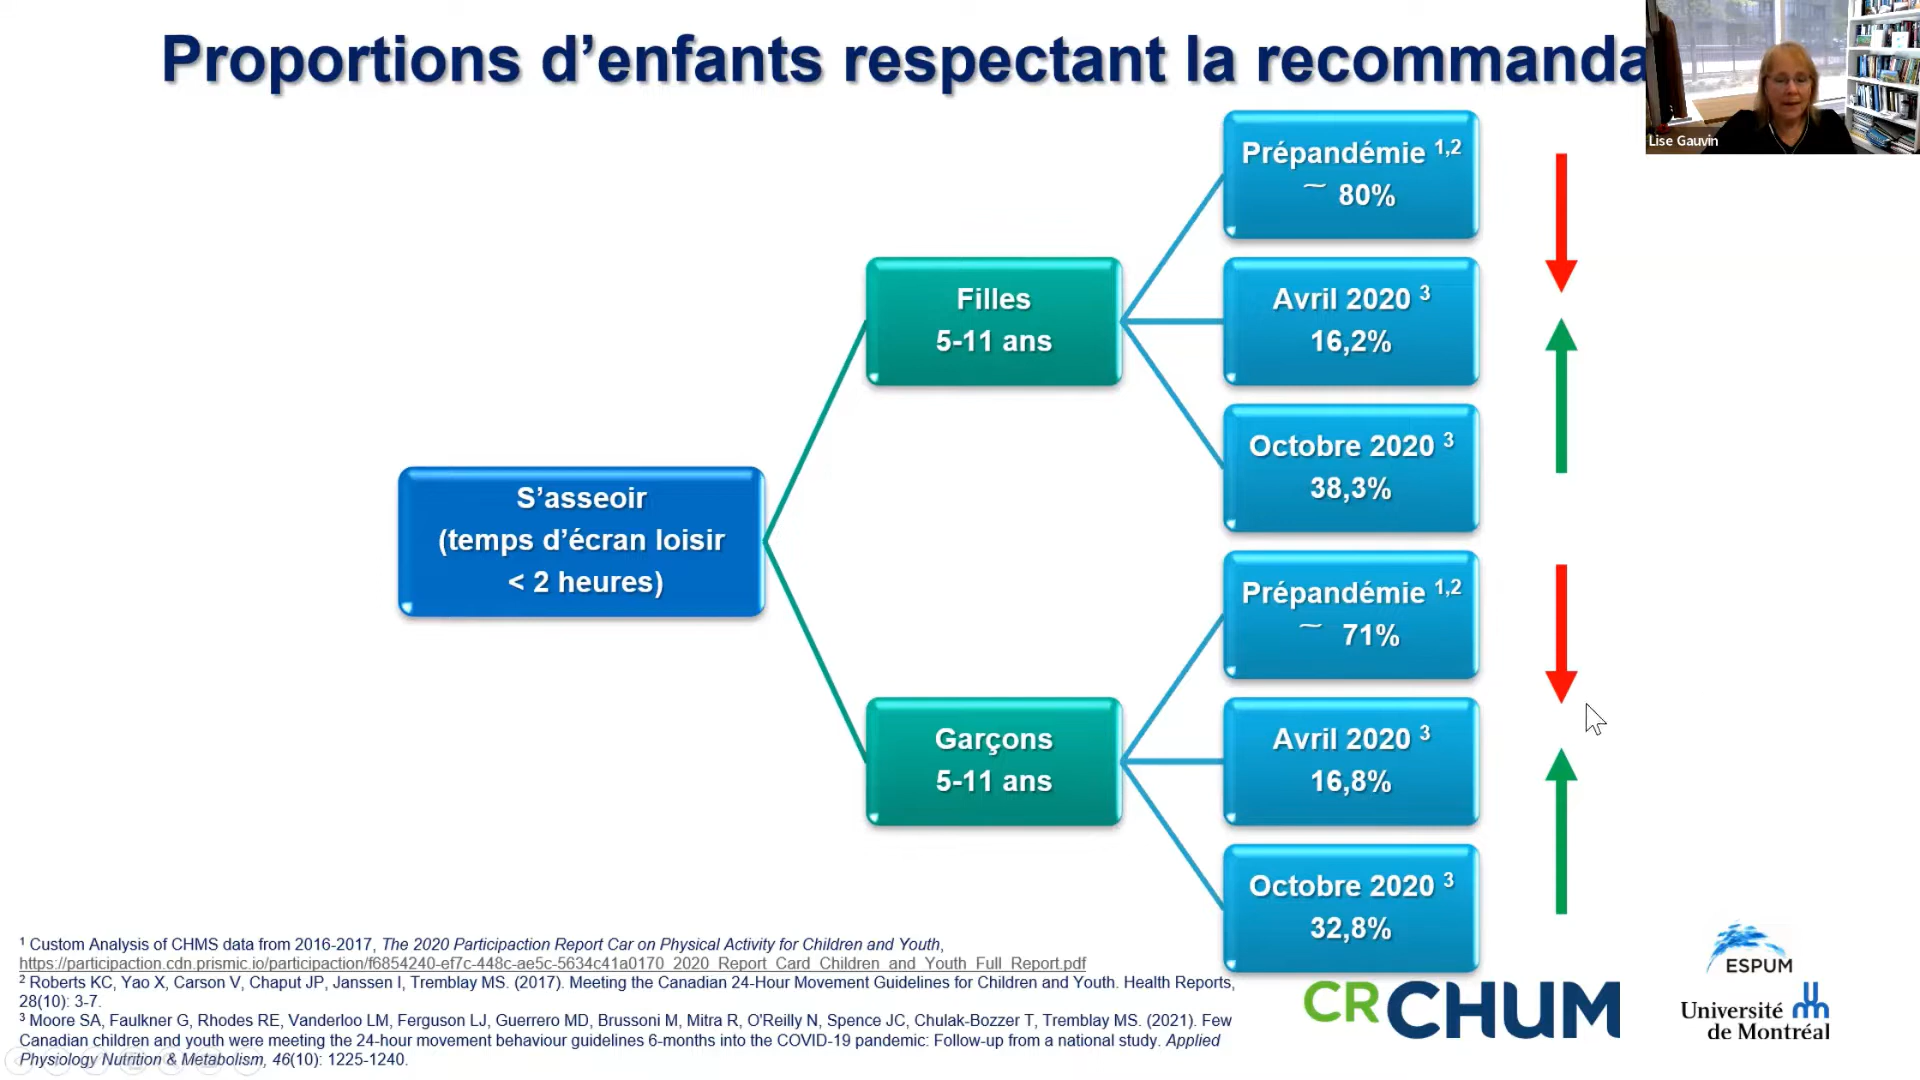 Proportions d’enfants respectant la recommanda
Lise Gauvin
Prépandémie 1,2
~ 80%
Filles
5-11 ans
Avril 2020 3
16,2%
Octobre 2020 3
38,3%
S’asseoir
(temps d’écran loisir
< 2 heures)
Prépandémie 1,2
~ 71%
Garçons
5-11 ans
Avril 2020 3
16,8%
Octobre 2020 3
32,8%
1 Custom Analysis of CHMS data from 2016-2017, The 2020 Participaction Report Car on Physical Activity for Children and Youth,
https://participaction.cdn.prismic.io/participaction/f6854240-ef7c-448c-ae5c-5634c41a0170_2020_Report_Card_Children_and_Youth_Full_Report.pdf
2 Roberts KC, Yao X, Carson V, Chaput JP, Janssen I, Tremblay MS. (2017). Meeting the Canadian 24-Hour Movement Guidelines for Children and Youth. Health Reports,
28(10): 3-7.
3 Moore SA, Faulkner G, Rhodes RE, Vanderloo LM, Ferguson LJ, Guerrero MD, Brussoni M, Mitra R, O'Reilly N, Spence JC, Chulak-Bozzer T, Tremblay MS. (2021). Few
Canadian children and youth were meeting the 24-hour movement behaviour guidelines 6-months into the COVID-19 pandemic: Follow-up from a national study. Applied
Physiology Nutrition & Metabolism, 46(10): 1225-1240.
CRCHUM
ESPUM
Université
de Montréal